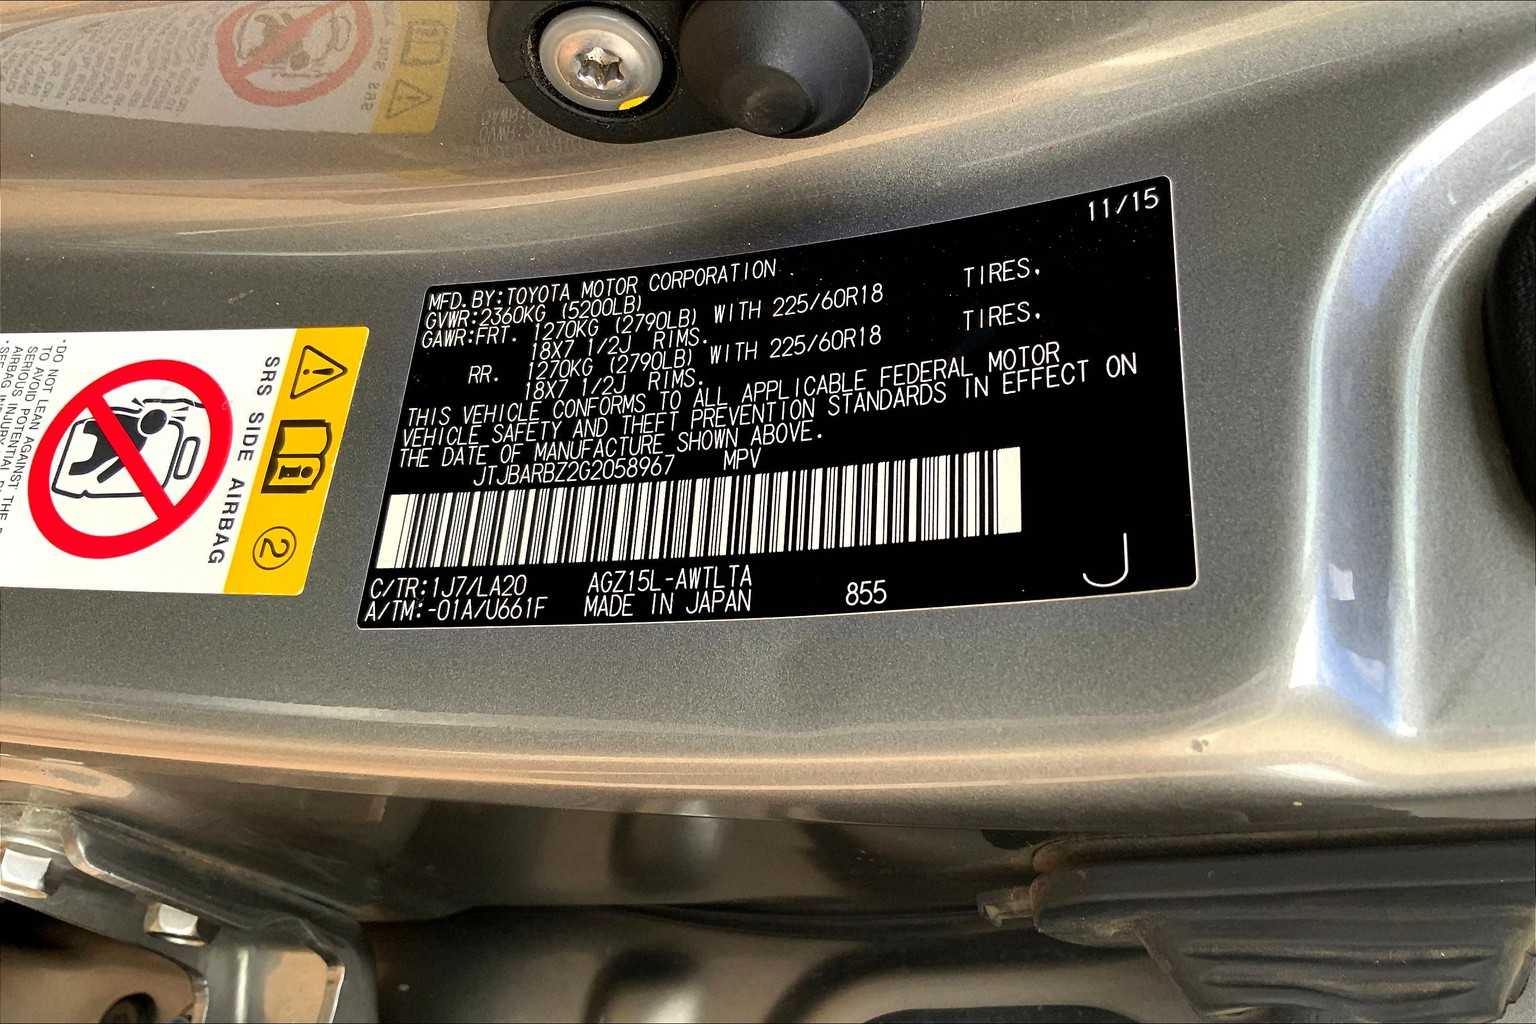 11/15
MFD.BY:TOYOTA MOTOR CORPORATION
GVWR:2360KG (5200LB)
GAWR:FRT. 1270KG (2790LB) WITH 225/60R18 TIRES.
18X7 1/2J RIMS.
RR. 1270KG (2790LB) WITH 225/60R18 TIRES.
18X7 1/2J RIMS.
THIS VEHICLE CONFORMS TO ALL APPLICABLE FEDERAL MOTOR
VEHICLE SAFETY AND THEFT PREVENTION STANDARDS IN EFFECT ON
THE DATE OF MANUFACTURE SHOWN ABOVE.
JTJBARBZ2G2058967 MPV
C/TR:1J7/LA20 AGZ15L-AWTLTA
A/TM:-01A/U661F MADE IN JAPAN 855
J
SRS SIDE AIRBAG
2
•DO NOT LEAN AGAINST THE
TO AVOID POTENTIAL
SERIOUS INJURY
AIRBAG